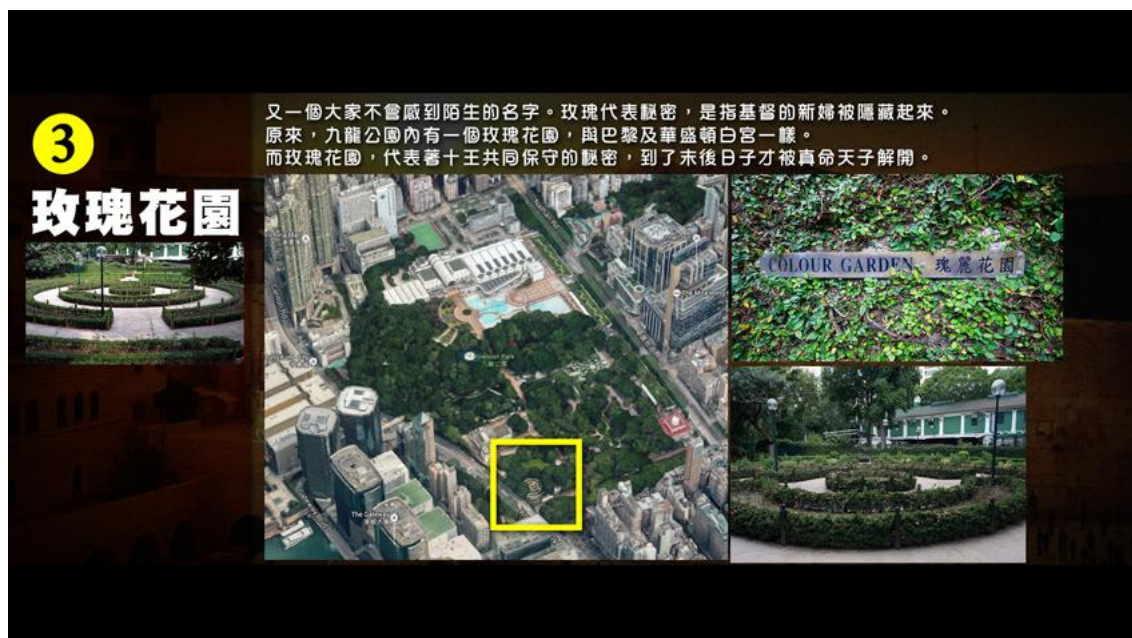 3
玫瑰花園
又一個大家不會感到陌生的名字。玫瑰代表秘密，是指基督的新婦被隱藏起來。
原來，九龍公園內有一個玫瑰花園，與巴黎及華盛頓白宮一樣。
而玫瑰花園，代表著十王共同保守的秘密，到了末後日子才被真命天子解開。
Nathan Rd
Kowloon Park
The Gateway
COLOUR GARDEN 瑰麗花園